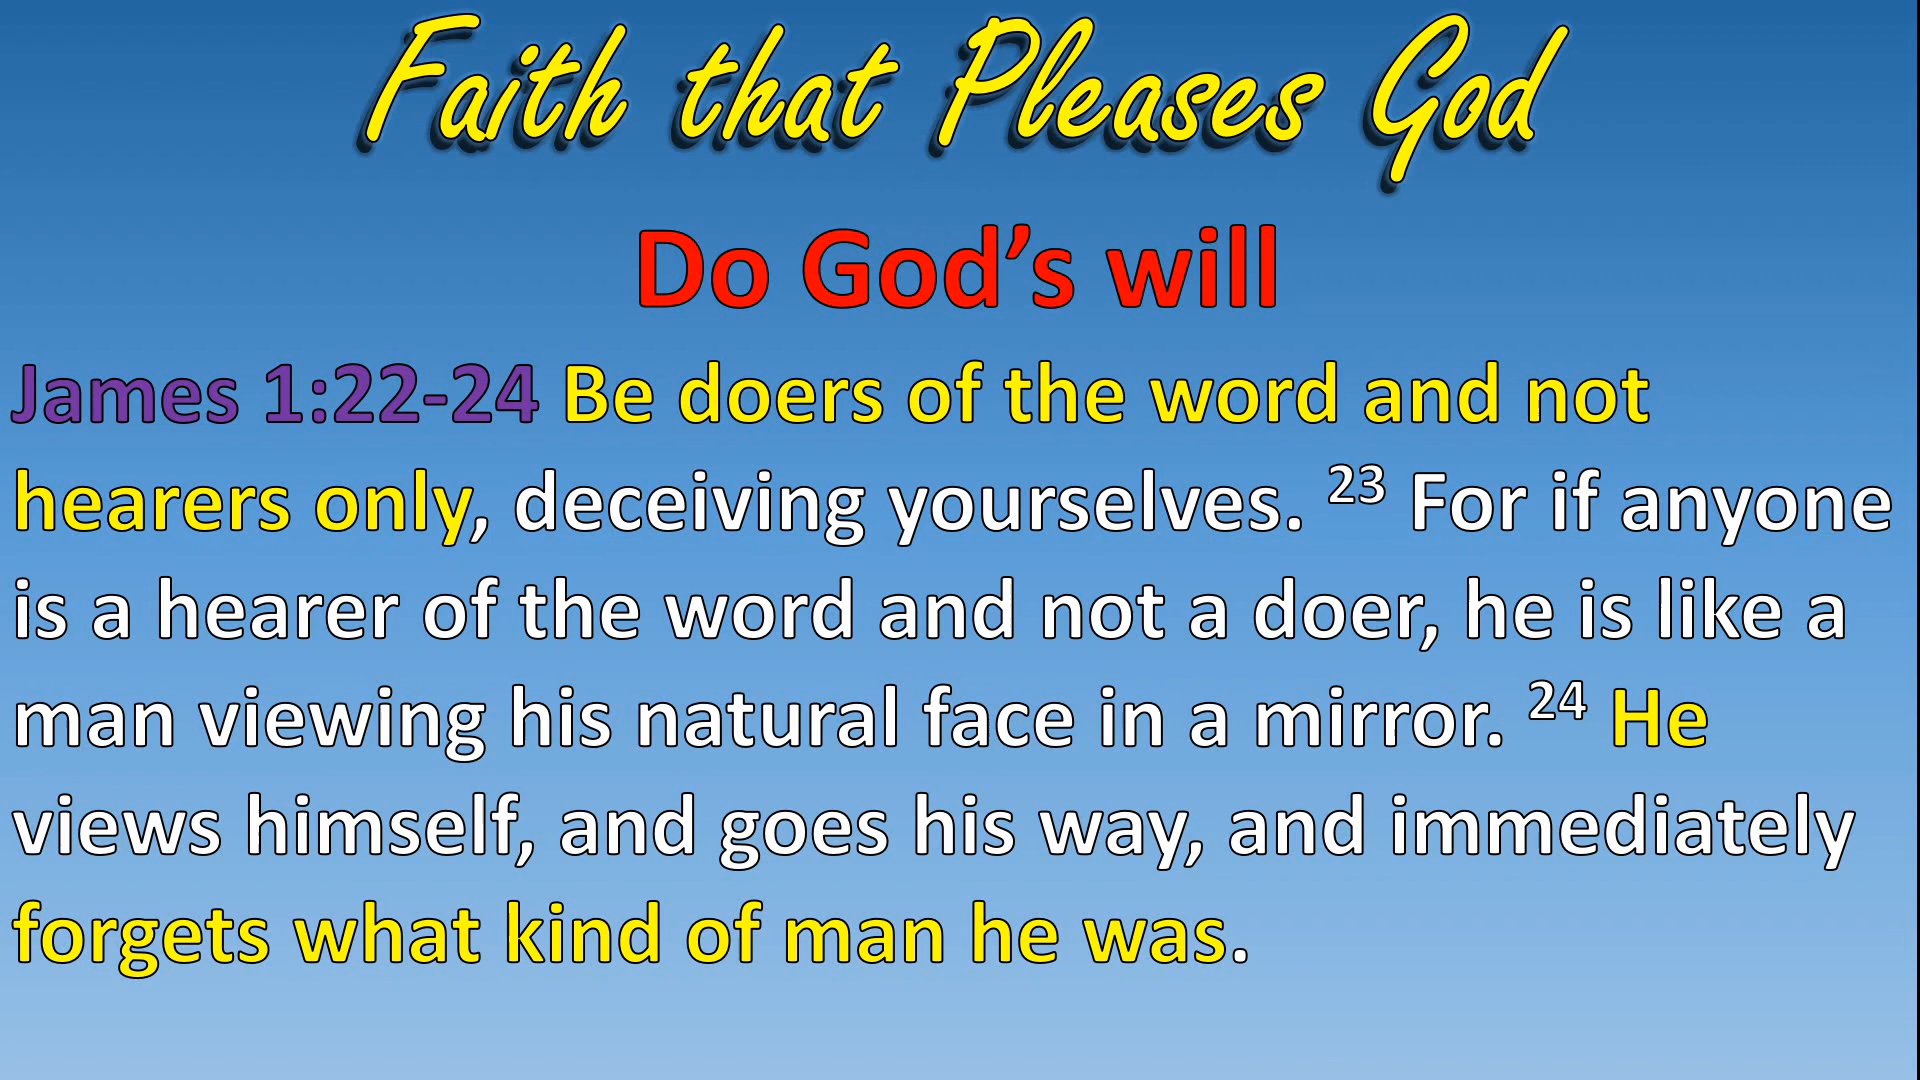 Faith that Pleases God
Do God’s will
James 1:22-24 Be doers of the word and not
hearers only, deceiving yourselves. 23 For if anyone
is a hearer of the word and not a doer, he is like a
man viewing his natural face in a mirror. 24 He
views himself, and goes his way, and immediately
forgets what kind of man he was.